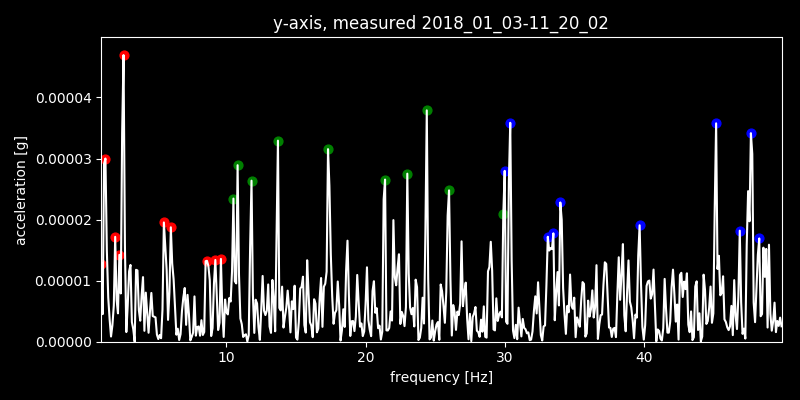 y-axis, measured 2018_01_03-11_20_02
acceleration [g]
0.00004
0.00003
0.00002
0.00001
0.00000
10 20 30 40
frequency [Hz]